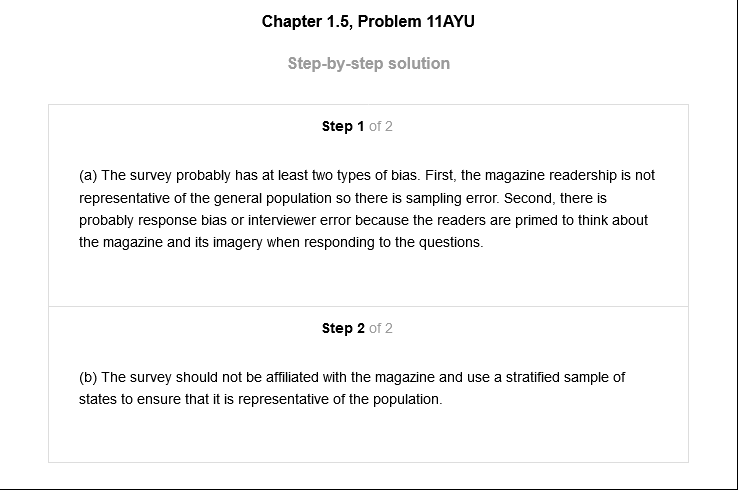 Chapter 1.5, Problem 11AYU
Step-by-step solution
Step 1 of 2
(a) The survey probably has at least two types of bias. First, the magazine readership is not
representative of the general population so there is sampling error. Second, there is
probably response bias or interviewer error because the readers are primed to think about
the magazine and its imagery when responding to the questions.
Step 2 of 2
(b) The survey should not be affiliated with the magazine and use a stratified sample of
states to ensure that it is representative of the population.